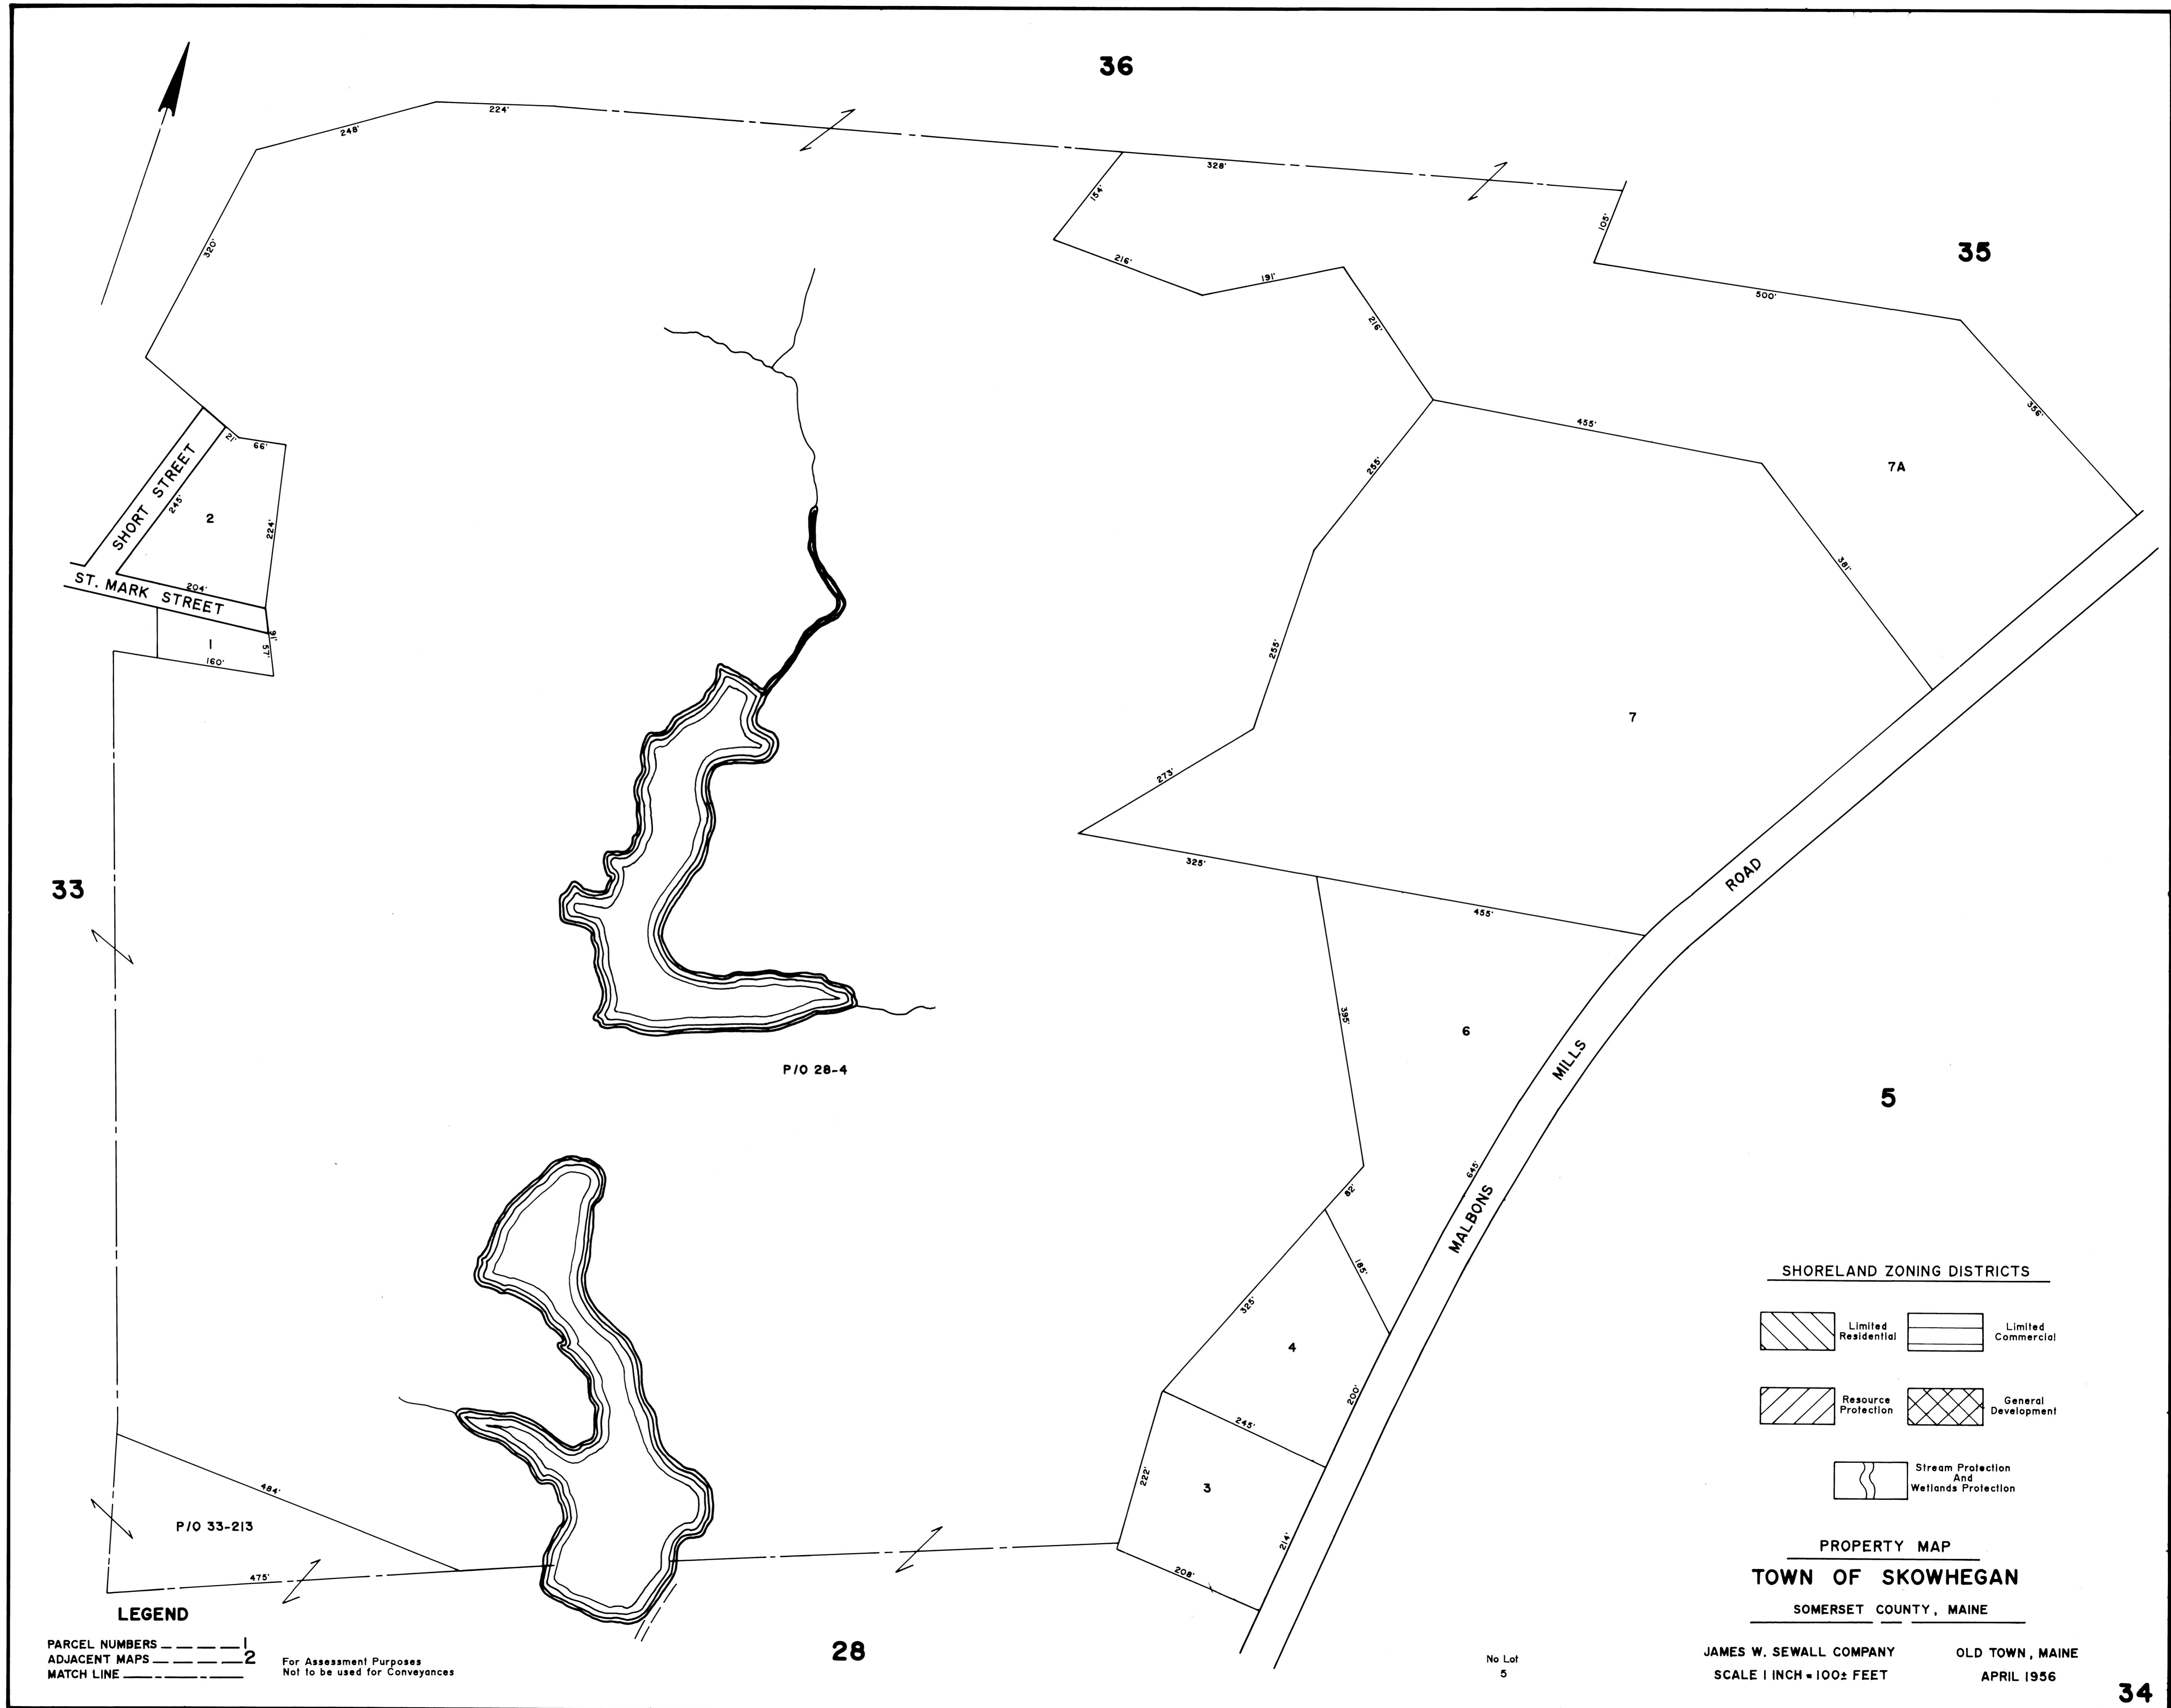 36
224'
248'
328'
154'
105'
320'
35
216'
191'
500'
216'
356'
21'
66'
455'
7A
SHORT STREET
245'
2
224'
255'
381'
204'
ST. MARK STREET
91'
1
57'
160'
255'
7
273'
325'
33
455'
ROAD
395'
6
MILLS
P/O 28-4
5
645'
82'
MALBONS
185'
325'
4
200'
245'
222'
3
214'
208'
484'
P/O 33-213
475'
SHORELAND ZONING DISTRICTS
Limited
Residential
Limited
Commercial
Resource
Protection
General
Development
Stream Protection
And
Wetlands Protection
PROPERTY MAP
TOWN OF SKOWHEGAN
SOMERSET COUNTY, MAINE
JAMES W. SEWALL COMPANY OLD TOWN, MAINE
SCALE 1 INCH = 100± FEET APRIL 1956
LEGEND
PARCEL NUMBERS 1
ADJACENT MAPS 2
MATCH LINE
For Assessment Purposes
Not to be used for Conveyances
28
No Lot
5
34